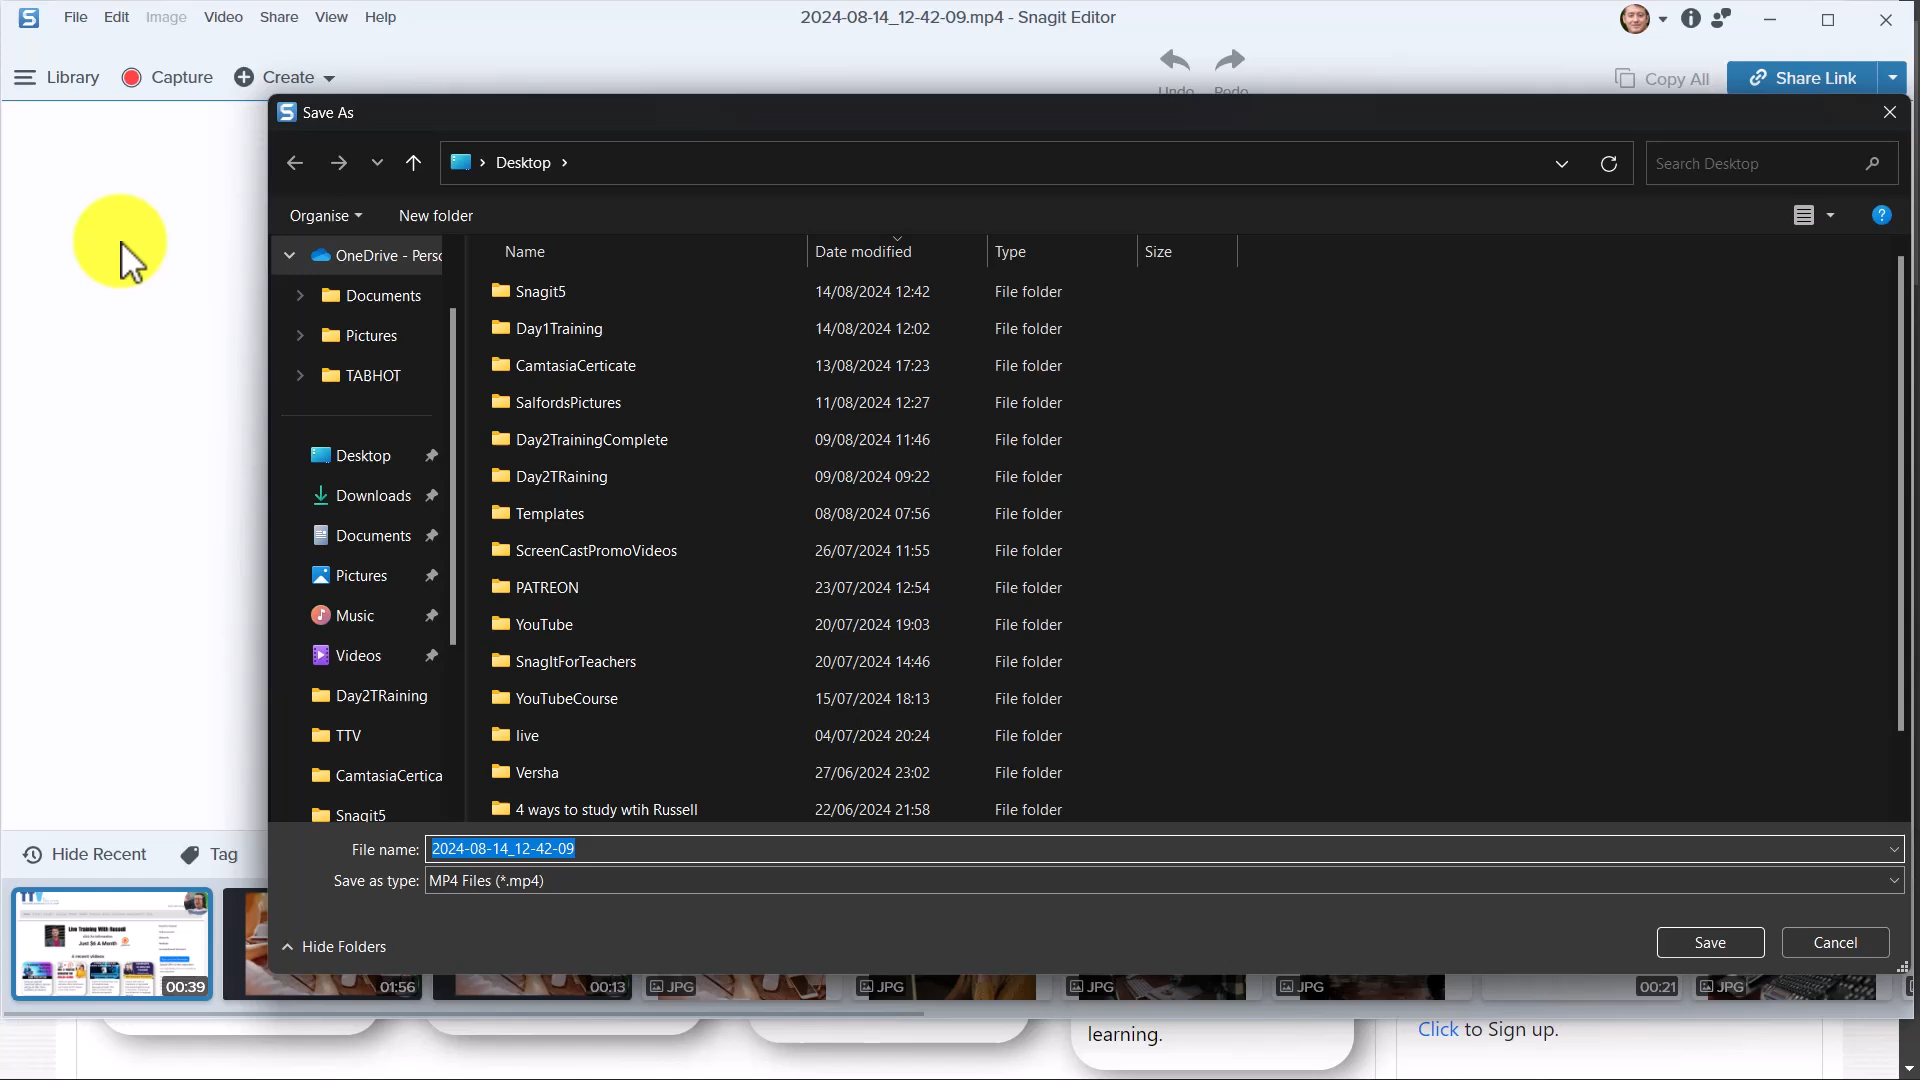 File Edit Image Video Share View Help
2024-08-14_12-42-09.mp4 - Snagit Editor
Library Capture Create
Undo Redo
Copy All Share Link
Save As
Desktop
Search Desktop
Organise New folder
Name Date modified Type Size
OneDrive - Perso
Documents
Pictures
TABHOT
Desktop
Downloads
Documents
Pictures
Music
Videos
Day2TRaining
TTV
CamtasiaCertica
Snagit5
Snagit5 14/08/2024 12:42 File folder
Day1Training 14/08/2024 12:02 File folder
CamtasiaCerticate 13/08/2024 17:23 File folder
SalfordsPictures 11/08/2024 12:27 File folder
Day2TrainingComplete 09/08/2024 11:46 File folder
Day2TRaining 09/08/2024 09:22 File folder
Templates 08/08/2024 07:56 File folder
ScreenCastPromoVideos 26/07/2024 11:55 File folder
PATREON 23/07/2024 12:54 File folder
YouTube 20/07/2024 19:03 File folder
SnagItForTeachers 20/07/2024 14:46 File folder
YouTubeCourse 15/07/2024 18:13 File folder
live 04/07/2024 20:24 File folder
Versha 27/06/2024 23:02 File folder
4 ways to study wtih Russell 22/06/2024 21:58 File folder
File name: 2024-08-14_12-42-09
Save as type: MP4 Files (*.mp4)
Hide Folders
Save Cancel
Hide Recent Tag
TTV
Live Training With Russell
Just $6 A Month
00:39 01:56 00:13 JPG JPG JPG JPG 00:21 JPG
learning.
Click to Sign up.